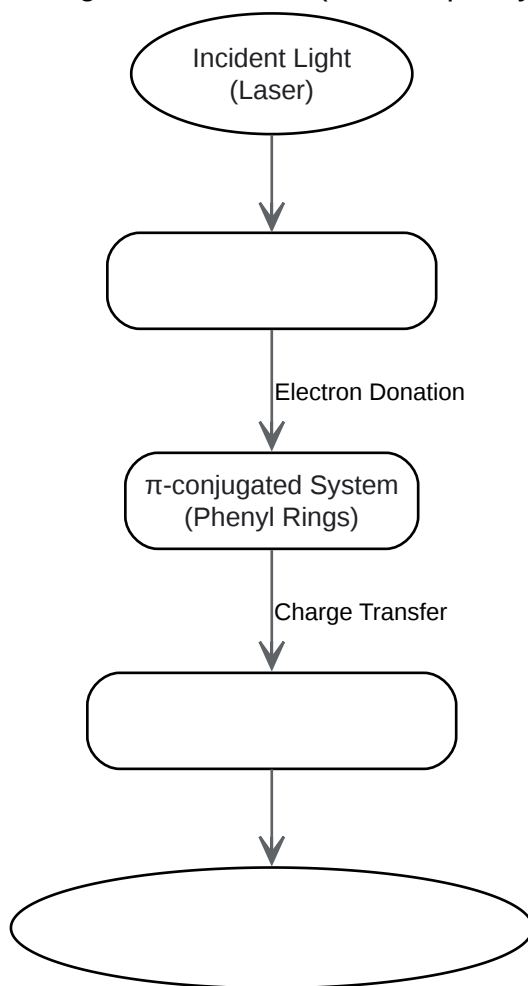 Incident Light
(Laser)
Electron Donation
π-conjugated System
(Phenyl Rings)
Charge Transfer